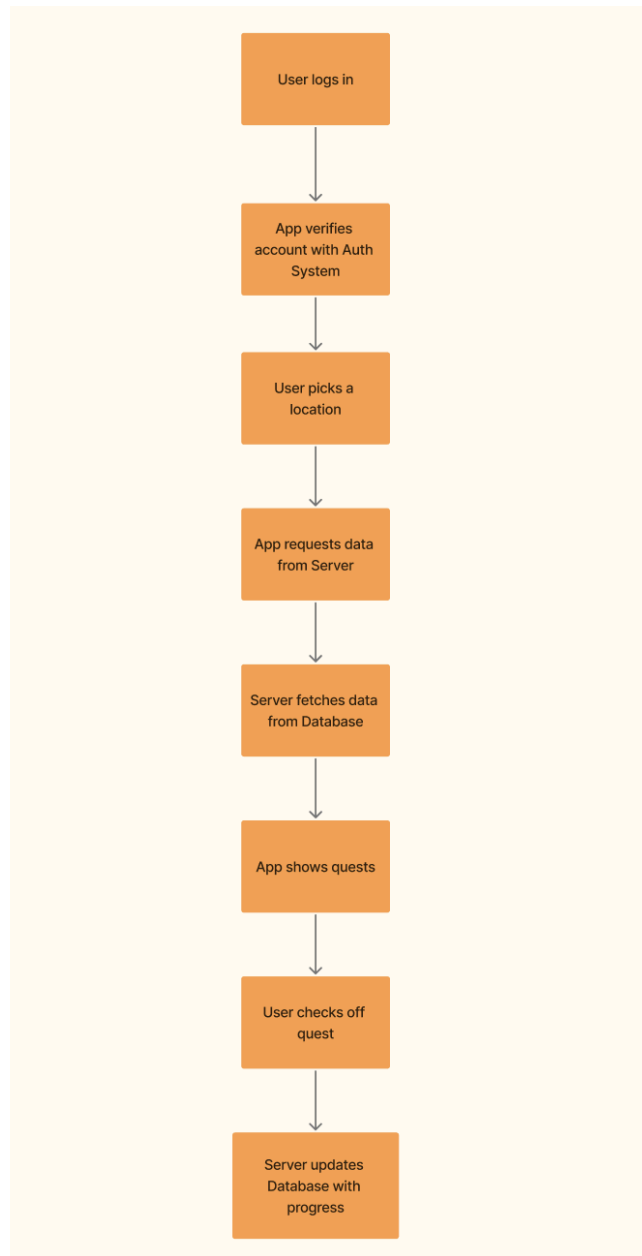 User logs in
App verifies
account with Auth
System
User picks a
location
App requests data
from Server
Server fetches data
from Database
App shows quests
User checks off
quest
Server updates
Database with
progress